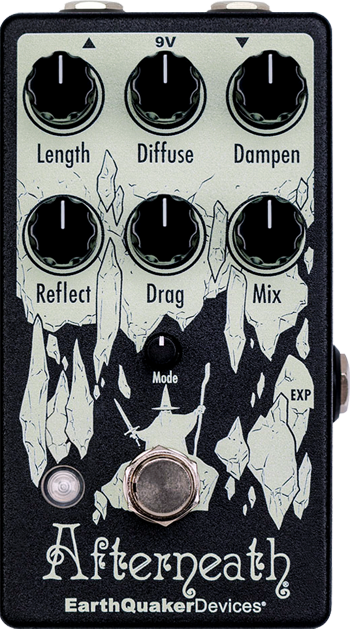 ▲ 9V ▼
Length Diffuse Dampen
Reflect Drag Mix
Mode
EXP
Afterneath
EarthQuakerDevices®